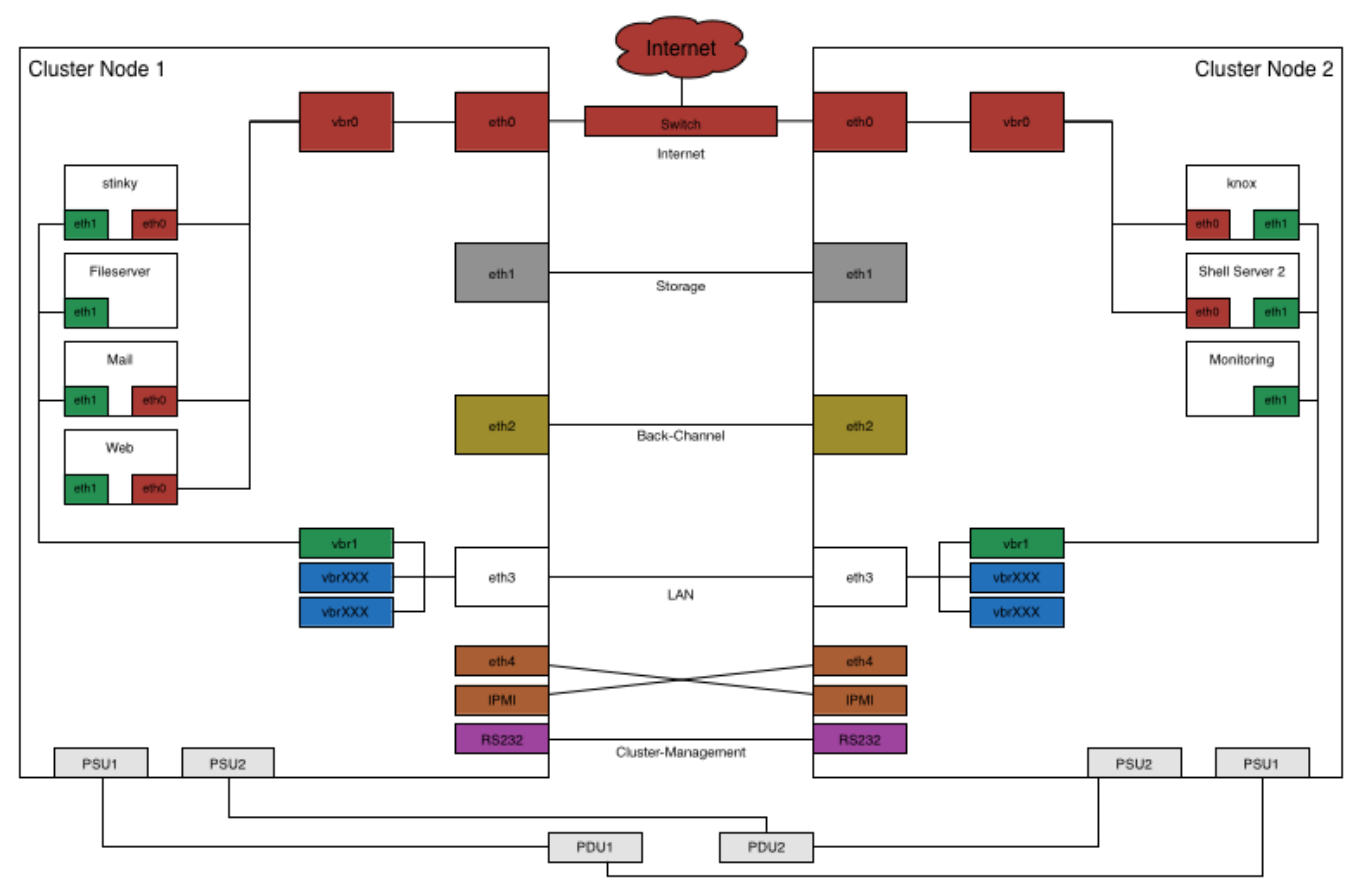 Internet
Cluster Node 1
Cluster Node 2
vbr0
eth0
Switch
eth0
vbr0
Internet
stinky
eth1
eth0
knox
eth0
eth1
Fileserver
eth1
Shell Server 2
eth0
eth1
eth1
Storage
eth1
Mail
eth1
eth0
Monitoring
eth1
eth2
Back-Channel
eth2
Web
eth1
eth0
vbr1
vbrXXX
vbrXXX
eth3
LAN
eth3
vbr1
vbrXXX
vbrXXX
eth4
eth4
IPMI
IPMI
RS232
Cluster-Management
RS232
PSU1
PSU2
PSU2
PSU1
PDU1
PDU2